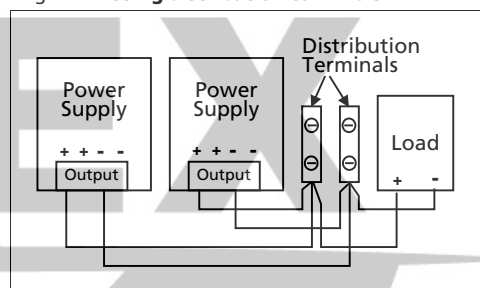 Distribution
Terminals
Power
Supply
+ + - -
Output
Power
Supply
+ + - -
Output
Load
+ -